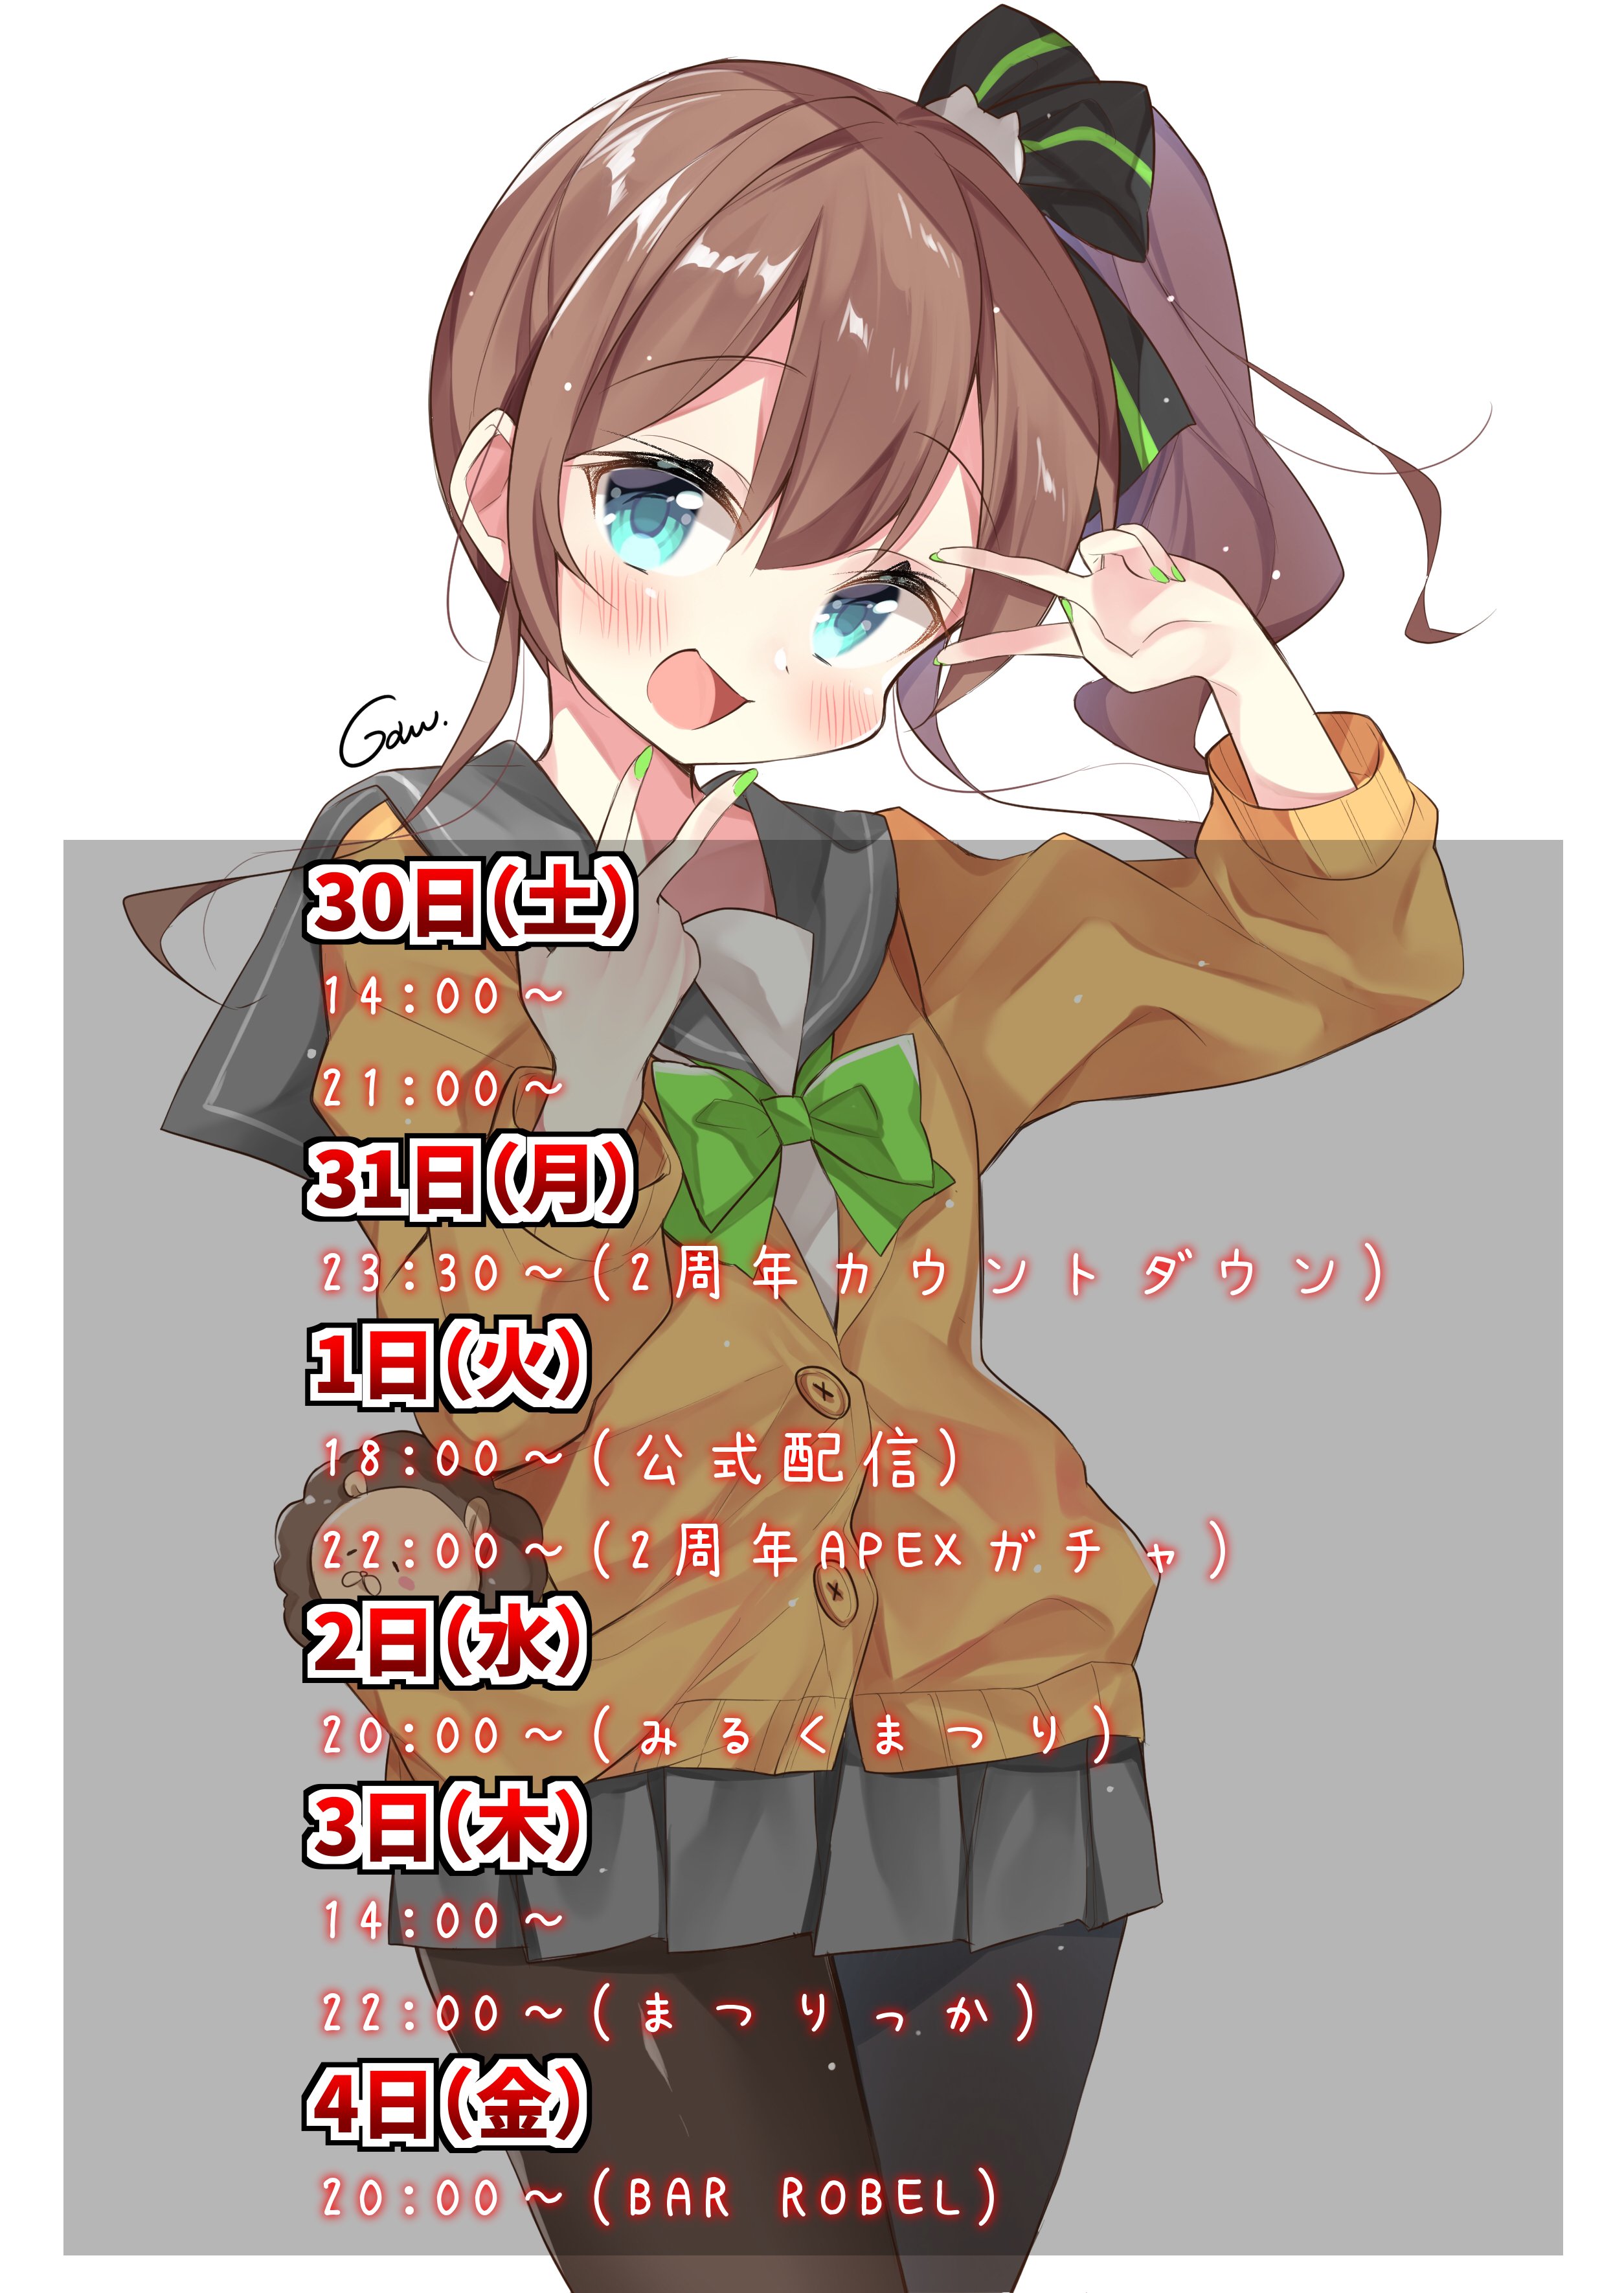 Gaw.
30日(土)
14:00～
21:00～
31日(月)
23:30～(2周年カウントダウン)
1日(火)
18:00～(公式配信)
22:00～(2周年APEXガチャ)
2日(水)
20:00～(みるくまつり)
3日(木)
14:00～
22:00～(まつりっか)
4日(金)
20:00～(BAR ROBEL)